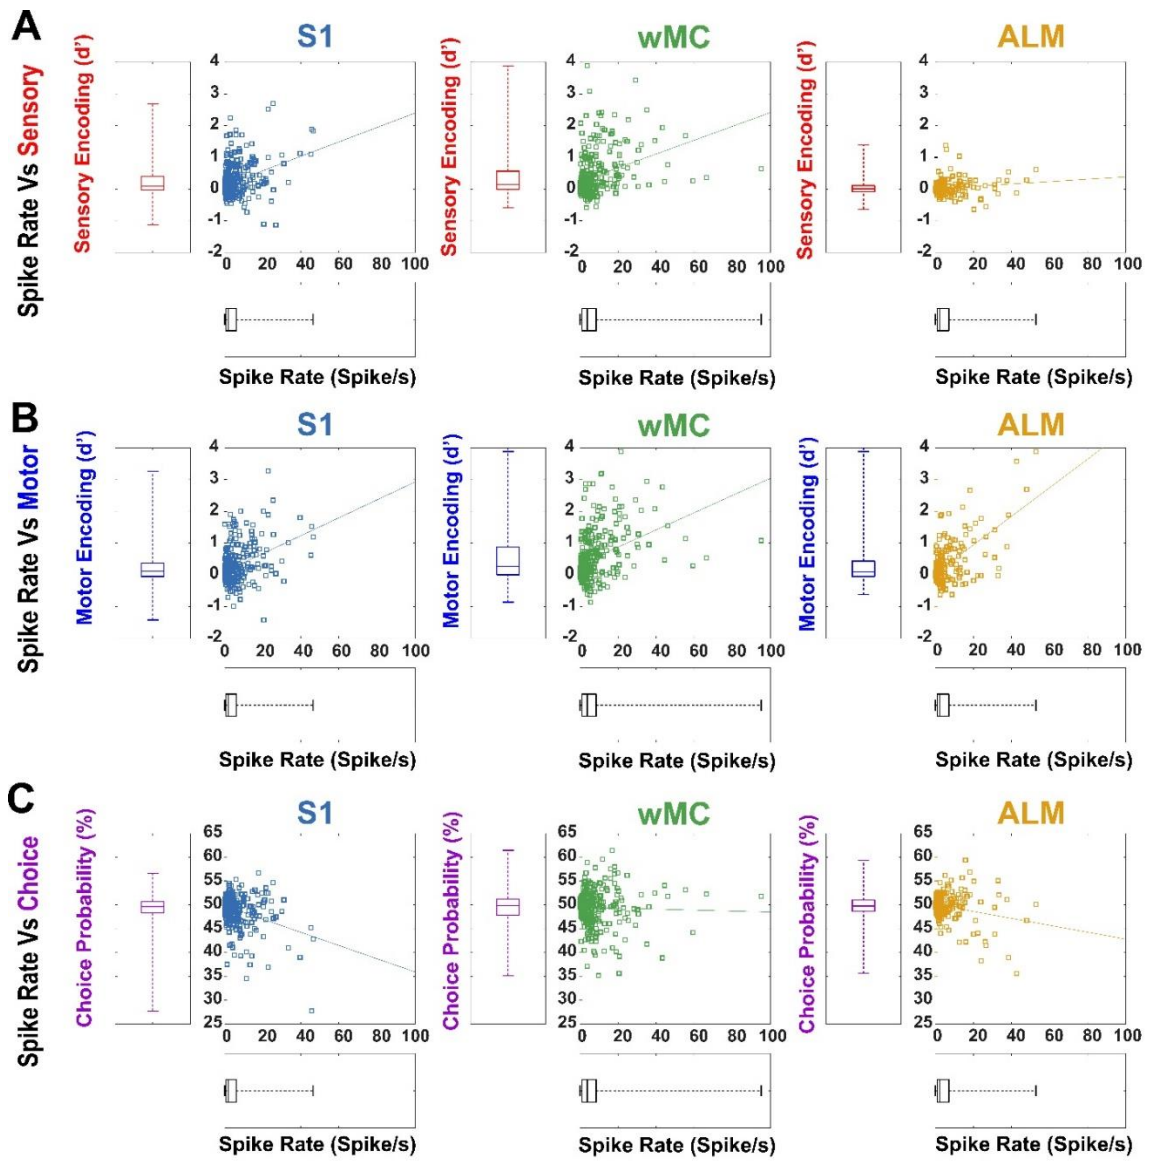 A
S1
wMC
ALM
Spike Rate Vs Sensory
Sensory Encoding (d')
4
3
2
1
0
-1
-2
0 20 40 60 80 100
Spike Rate (Spike/s)
Sensory Encoding (d')
4
3
2
1
0
-1
-2
0 20 40 60 80 100
Spike Rate (Spike/s)
Sensory Encoding (d')
4
3
2
1
0
-1
-2
0 20 40 60 80 100
Spike Rate (Spike/s)
B
S1
wMC
ALM
Spike Rate Vs Motor
Motor Encoding (d')
4
3
2
1
0
-1
-2
0 20 40 60 80 100
Spike Rate (Spike/s)
Motor Encoding (d')
4
3
2
1
0
-1
-2
0 20 40 60 80 100
Spike Rate (Spike/s)
Motor Encoding (d')
4
3
2
1
0
-1
-2
0 20 40 60 80 100
Spike Rate (Spike/s)
C
S1
wMC
ALM
Spike Rate Vs Choice
Choice Probability (%)
65
60
55
50
45
40
35
30
25
0 20 40 60 80 100
Spike Rate (Spike/s)
Choice Probability (%)
65
60
55
50
45
40
35
30
25
0 20 40 60 80 100
Spike Rate (Spike/s)
Choice Probability (%)
65
60
55
50
45
40
35
30
25
0 20 40 60 80 100
Spike Rate (Spike/s)